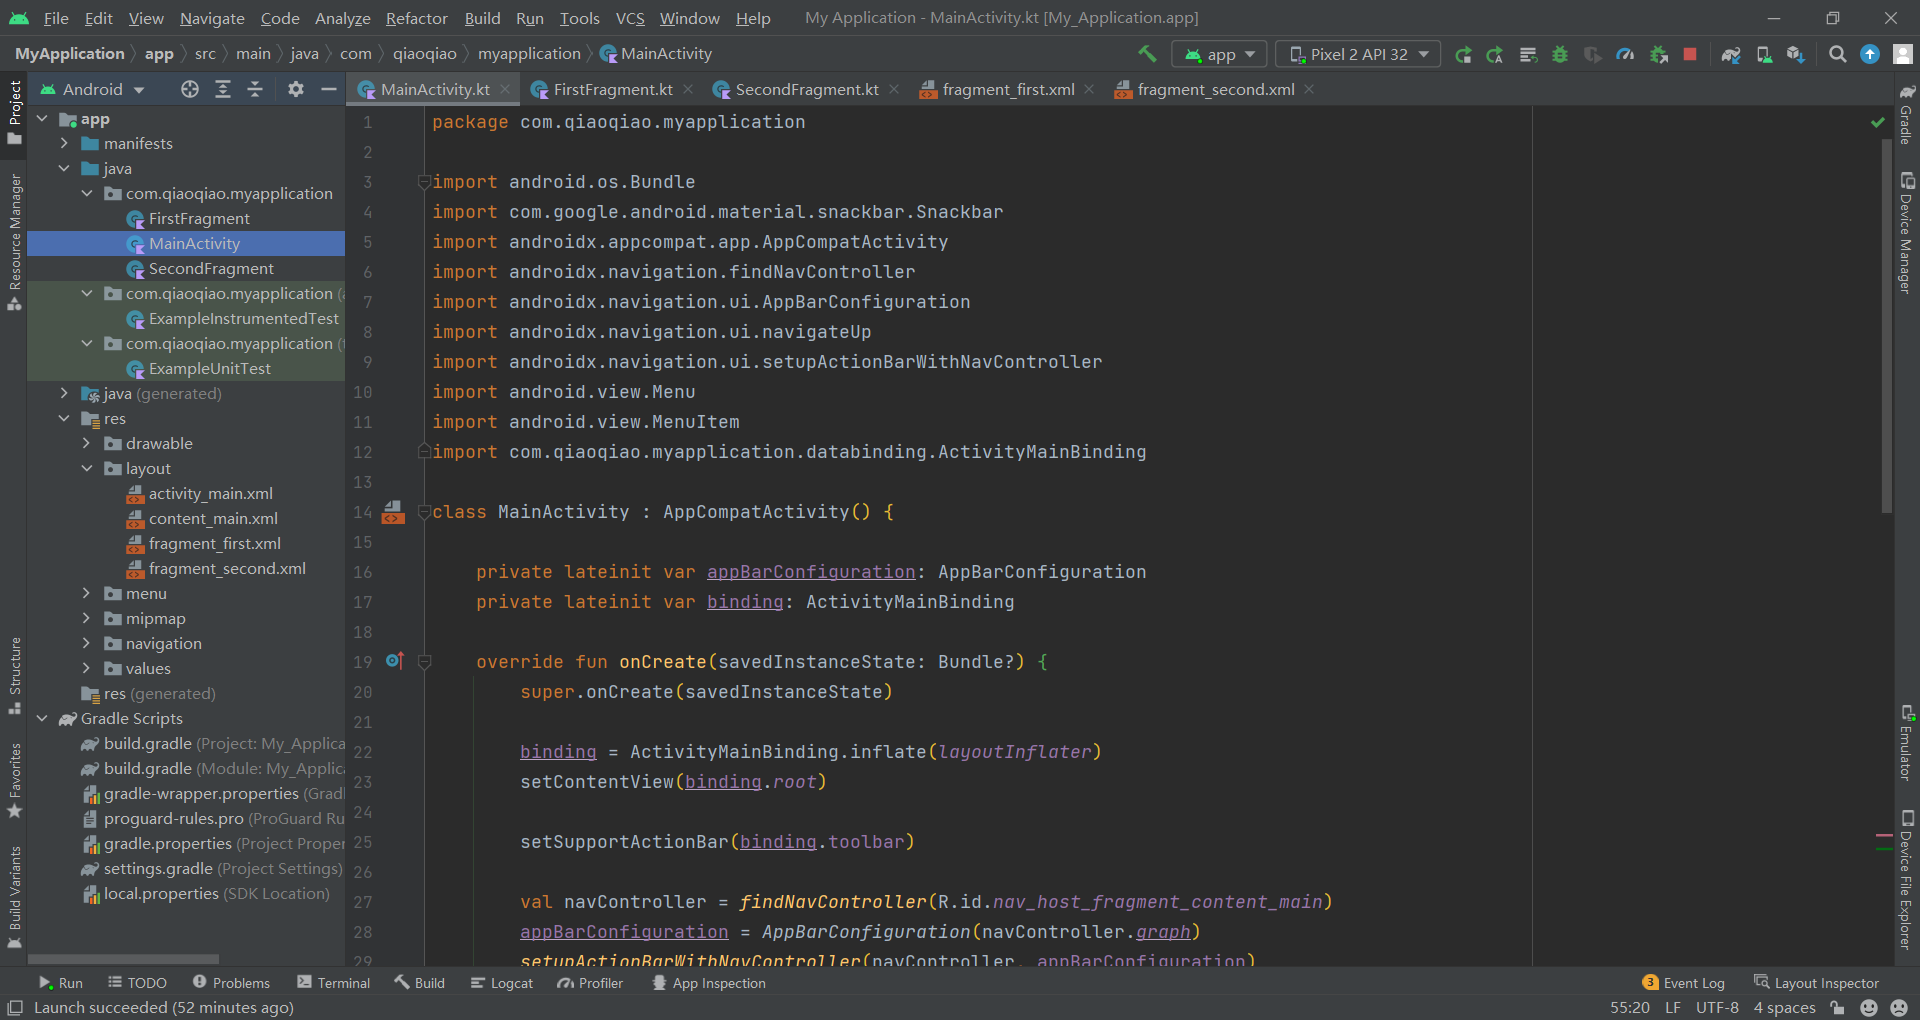 File Edit View Navigate Code Analyze Refactor Build Run Tools VCS Window Help My Application - MainActivity.kt [My_Application.app]
MyApplication app src main java com qiaoqiao myapplication MainActivity app Pixel 2 API 32
Android MainActivity.kt FirstFragment.kt SecondFragment.kt fragment_first.xml fragment_second.xml
Project
Resource Manager
Structure
Favorites
Build Variants
app
manifests
java
com.qiaoqiao.myapplication
FirstFragment
MainActivity
SecondFragment
com.qiaoqiao.myapplication (
ExampleInstrumentedTest
com.qiaoqiao.myapplication (
ExampleUnitTest
java (generated)
res
drawable
layout
activity_main.xml
content_main.xml
fragment_first.xml
fragment_second.xml
menu
mipmap
navigation
values
res (generated)
Gradle Scripts
build.gradle (Project: My_Applica
build.gradle (Module: My_Applica
gradle-wrapper.properties (Grad
proguard-rules.pro (ProGuard Ru
gradle.properties (Project Proper
settings.gradle (Project Settings)
local.properties (SDK Location)
1 package com.qiaoqiao.myapplication
2
3 import android.os.Bundle
4 import com.google.android.material.snackbar.Snackbar
5 import androidx.appcompat.app.AppCompatActivity
6 import androidx.navigation.findNavController
7 import androidx.navigation.ui.AppBarConfiguration
8 import androidx.navigation.ui.navigateUp
9 import androidx.navigation.ui.setupActionBarWithNavController
10 import android.view.Menu
11 import android.view.MenuItem
12 import com.qiaoqiao.myapplication.databinding.ActivityMainBinding
13
14 class MainActivity : AppCompatActivity() {
15
16 private lateinit var appBarConfiguration: AppBarConfiguration
17 private lateinit var binding: ActivityMainBinding
18
19 override fun onCreate(savedInstanceState: Bundle?) {
20 super.onCreate(savedInstanceState)
21
22 binding = ActivityMainBinding.inflate(layoutInflater)
23 setContentView(binding.root)
24
25 setSupportActionBar(binding.toolbar)
26
27 val navController = findNavController(R.id.nav_host_fragment_content_main)
28 appBarConfiguration = AppBarConfiguration(navController.graph)
29 setupActionBarWithNavController(navController, appBarConfiguration)
Gradle
Device Manager
Emulator
Device File Explorer
Run TODO Problems Terminal Build Logcat Profiler App Inspection 3 Event Log Layout Inspector
Launch succeeded (52 minutes ago) 55:20 LF UTF-8 4 spaces